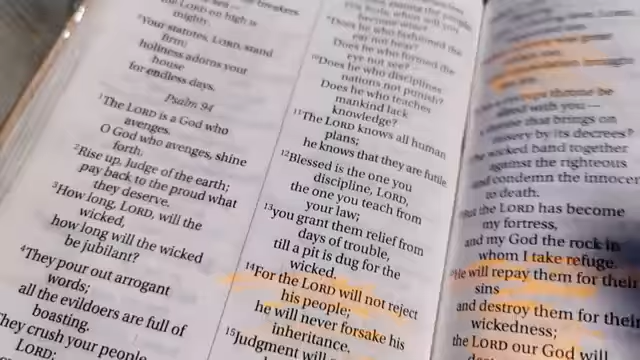 the LORD on high is
mighty.
⁵Your statutes, LORD, stand
firm;
holiness adorns your
house
for endless days.
Psalm 94
¹The LORD is a God who
avenges.
O God who avenges, shine
forth.
²Rise up, Judge of the earth;
pay back to the proud what
they deserve.
³How long, LORD, will the
wicked,
how long will the wicked
be jubilant?
⁴They pour out arrogant
words;
all the evildoers are full of
boasting.
They crush your people,
LORD;
Does he who fashioned the
ear not hear?
Does he who formed the
eye not see?
¹⁰Does he who disciplines
nations not punish?
Does he who teaches
mankind lack
knowledge?
¹¹The LORD knows all human
plans;
he knows that they are futile
¹²Blessed is the one you
discipline, LORD,
the one you teach from
your law;
¹³you grant them relief from
days of trouble,
till a pit is dug for the
wicked.
¹⁴For the LORD will not reject
his people;
he will never forsake his
inheritance.
¹⁵Judgment will
throne be
with you—
a throne that brings on
misery by its decrees?
The wicked band together
against the righteous
and condemn the innocent
to death.
But the LORD has become
my fortress,
and my God the rock in
whom I take refuge.
He will repay them for their
sins
and destroy them for their
wickedness;
the LORD our God will